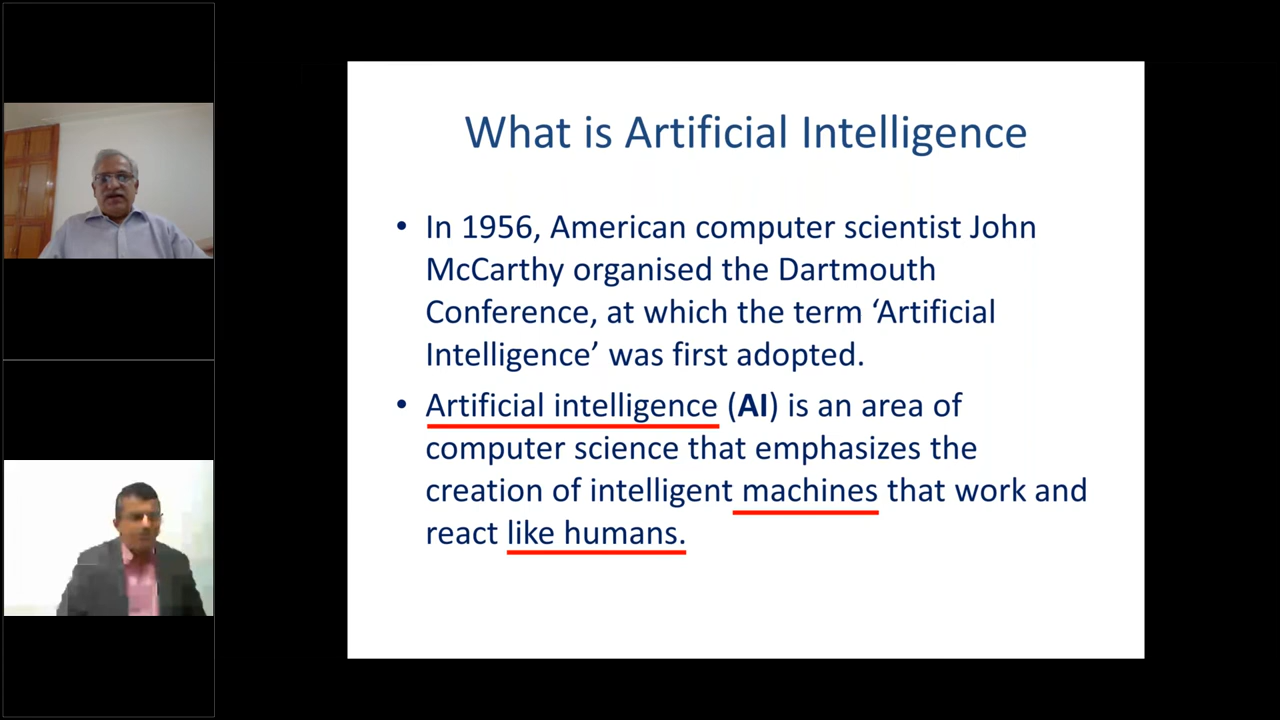 What is Artificial Intelligence
• In 1956, American computer scientist John
McCarthy organised the Dartmouth
Conference, at which the term ‘Artificial
Intelligence’ was first adopted.
• Artificial intelligence (AI) is an area of
computer science that emphasizes the
creation of intelligent machines that work and
react like humans.